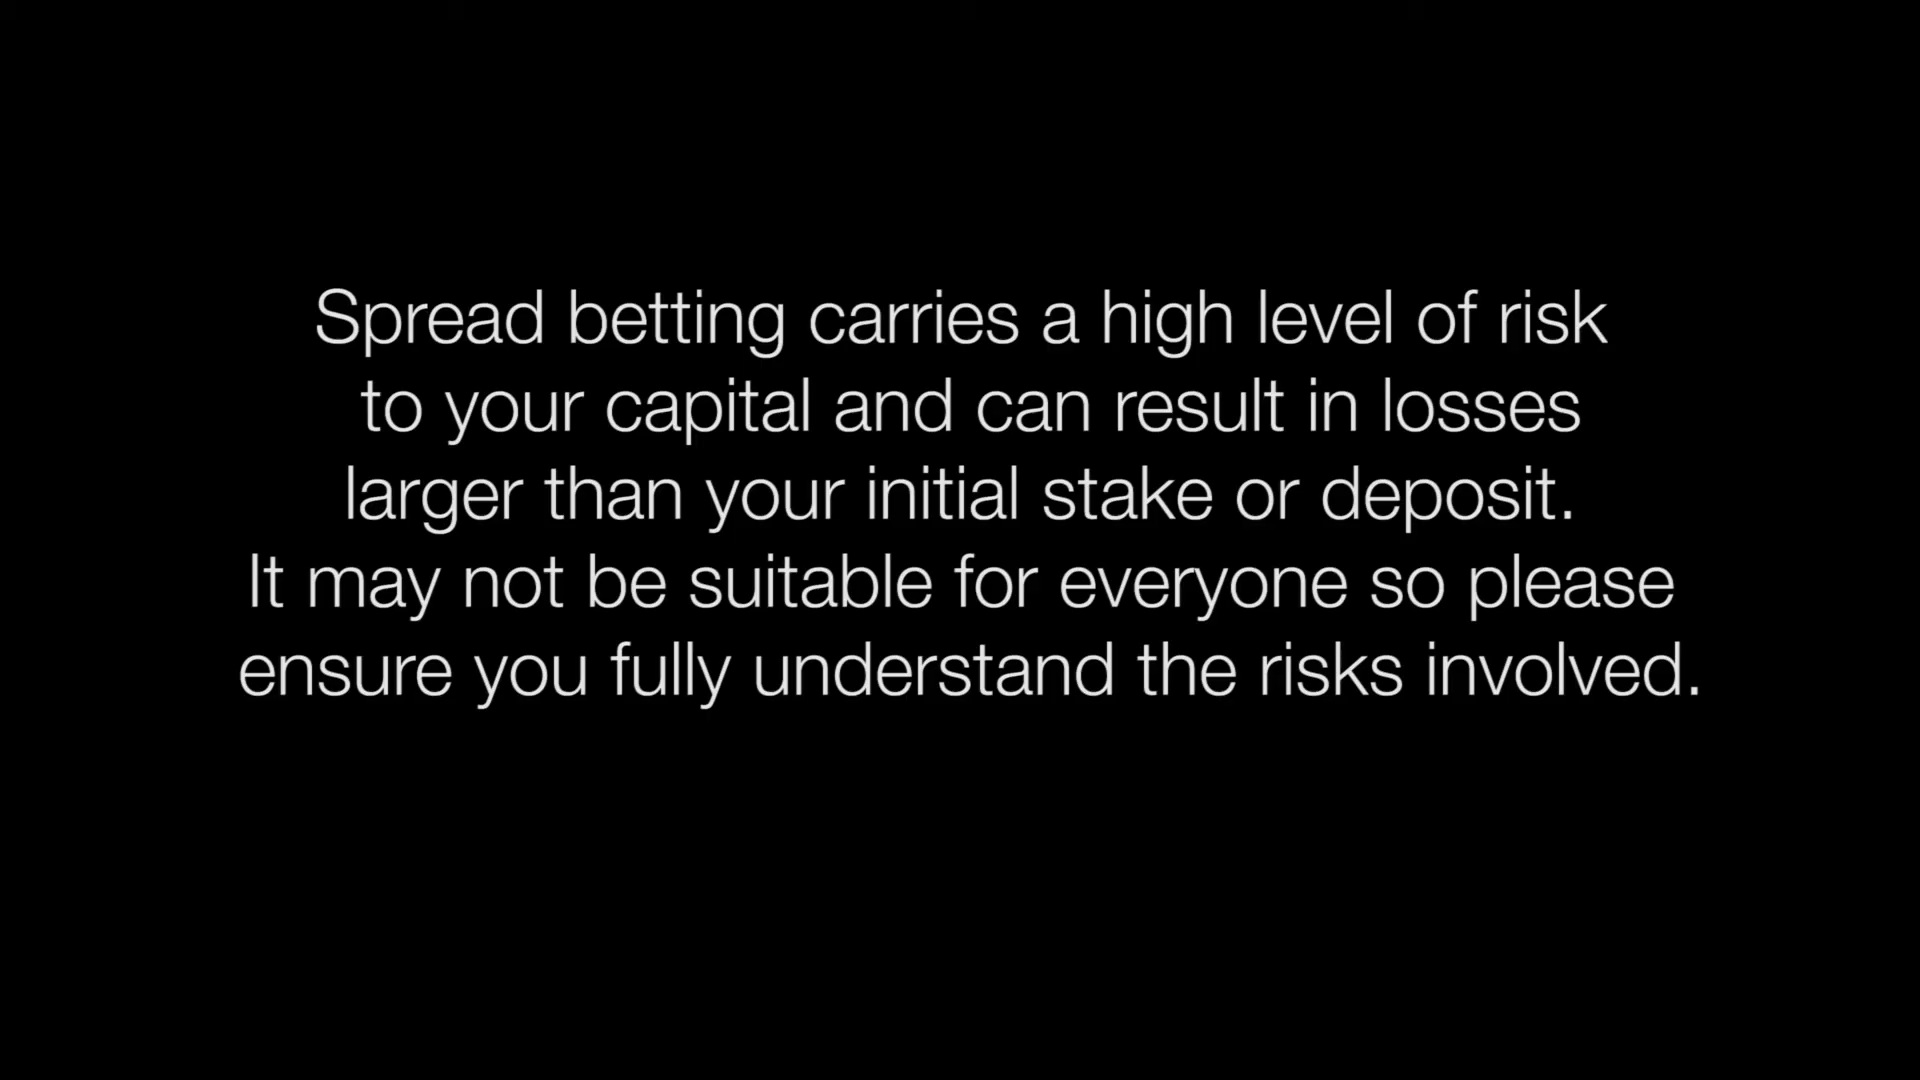 Spread betting carries a high level of risk
to your capital and can result in losses
larger than your initial stake or deposit.
It may not be suitable for everyone so please
ensure you fully understand the risks involved.